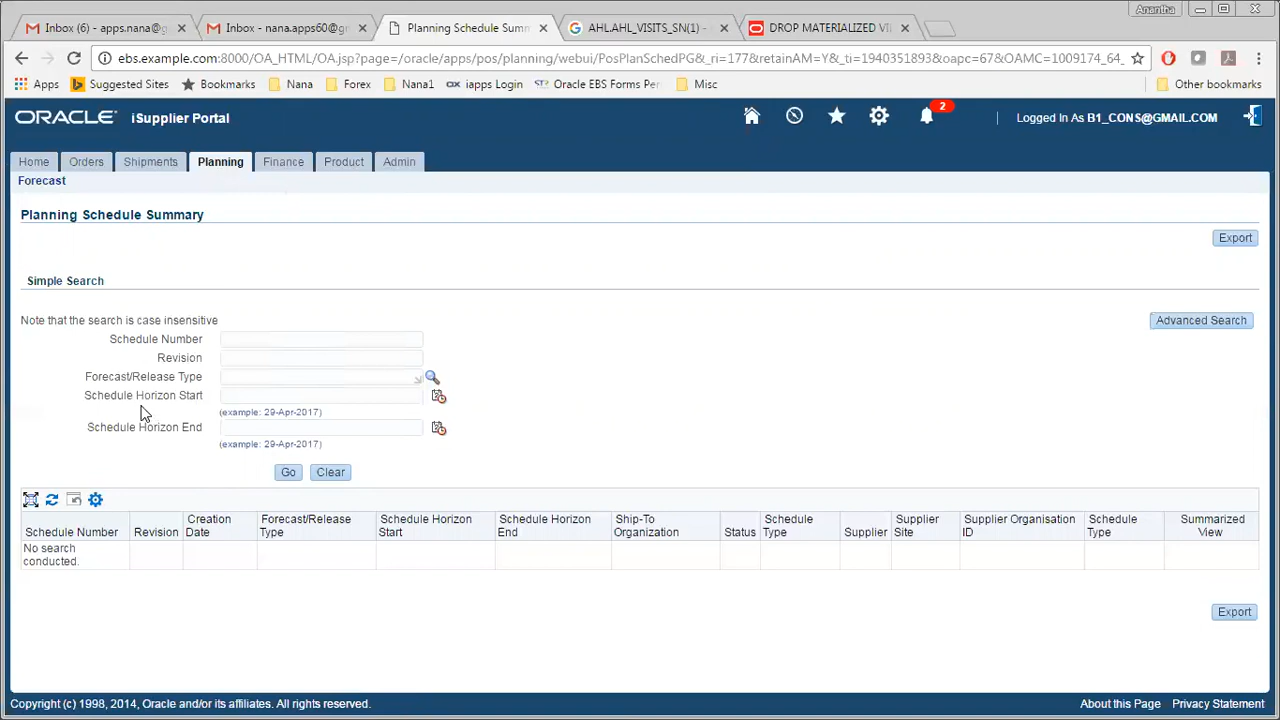 Anantha
Inbox (6) - apps.nana@g
Inbox - nana.apps60@gm
Planning Schedule Summ
AHLAHL_VISITS_SN(1) -
DROP MATERIALIZED VI
ebs.example.com:8000/OA_HTML/OA.jsp?page=/oracle/apps/pos/planning/webui/PosPlanSchedPG&_ri=177&retainAM=Y&_ti=1940351893&oapc=67&OAMC=1009174_64_
Apps
Suggested Sites
Bookmarks
Nana
Forex
Nana1
iapps Login
Oracle EBS Forms Per
Misc
Other bookmarks
ORACLE iSupplier Portal
2
Logged In As B1_CONS@GMAIL.COM
Home
Orders
Shipments
Planning
Finance
Product
Admin
Forecast
Planning Schedule Summary
Export
Simple Search
Note that the search is case insensitive
Advanced Search
Schedule Number
Revision
Forecast/Release Type
Schedule Horizon Start
(example: 29-Apr-2017)
Schedule Horizon End
(example: 29-Apr-2017)
Go
Clear
Schedule Number
Revision
Creation
Date
Forecast/Release
Type
Schedule Horizon
Start
Schedule Horizon
End
Ship-To
Organization
Status
Schedule
Type
Supplier
Supplier
Site
Supplier Organisation
ID
Schedule
Type
Summarized
View
No search
conducted.
Export
Copyright (c) 1998, 2014, Oracle and/or its affiliates. All rights reserved.
About this Page
Privacy Statement